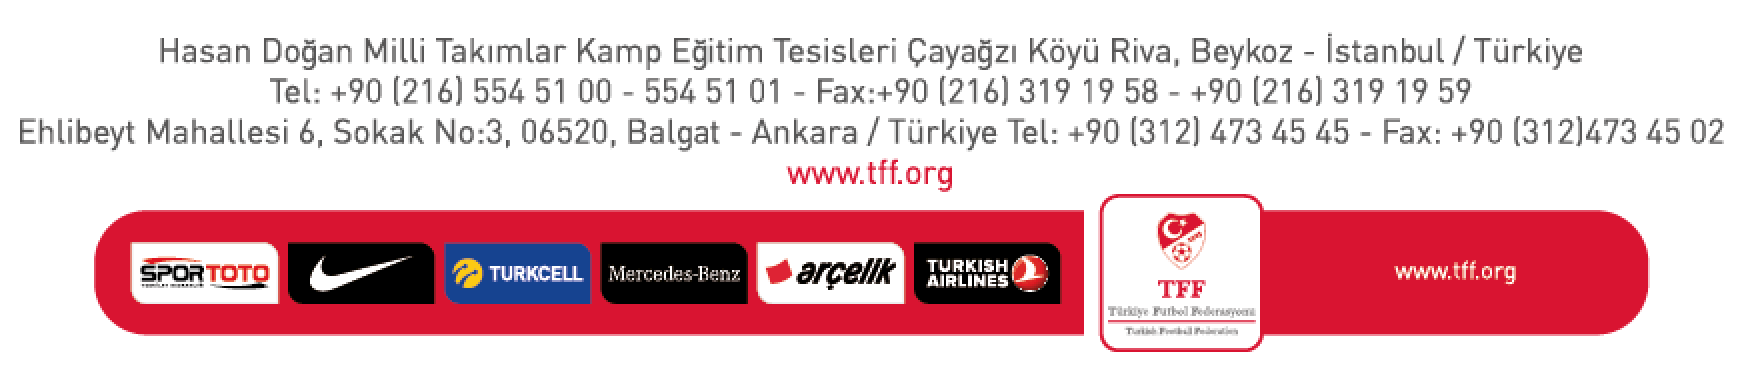 Hasan Doğan Milli Takımlar Kamp Eğitim Tesisleri Çayağzı Köyü Riva, Beykoz - İstanbul / Türkiye
Tel: +90 (216) 554 51 00 - 554 51 01 - Fax:+90 (216) 319 19 58 - +90 (216) 319 19 59
Ehlibeyt Mahallesi 6, Sokak No:3, 06520, Balgat - Ankara / Türkiye Tel: +90 (312) 473 45 45 - Fax: +90 (312)473 45 02
www.tff.org
SPORTOTO
TURKCELL
Mercedes-Benz
arçelik
TURKISH
AIRLINES
TFF
Türkiye Futbol Federasyonu
Turkish Football Federation
www.tff.org